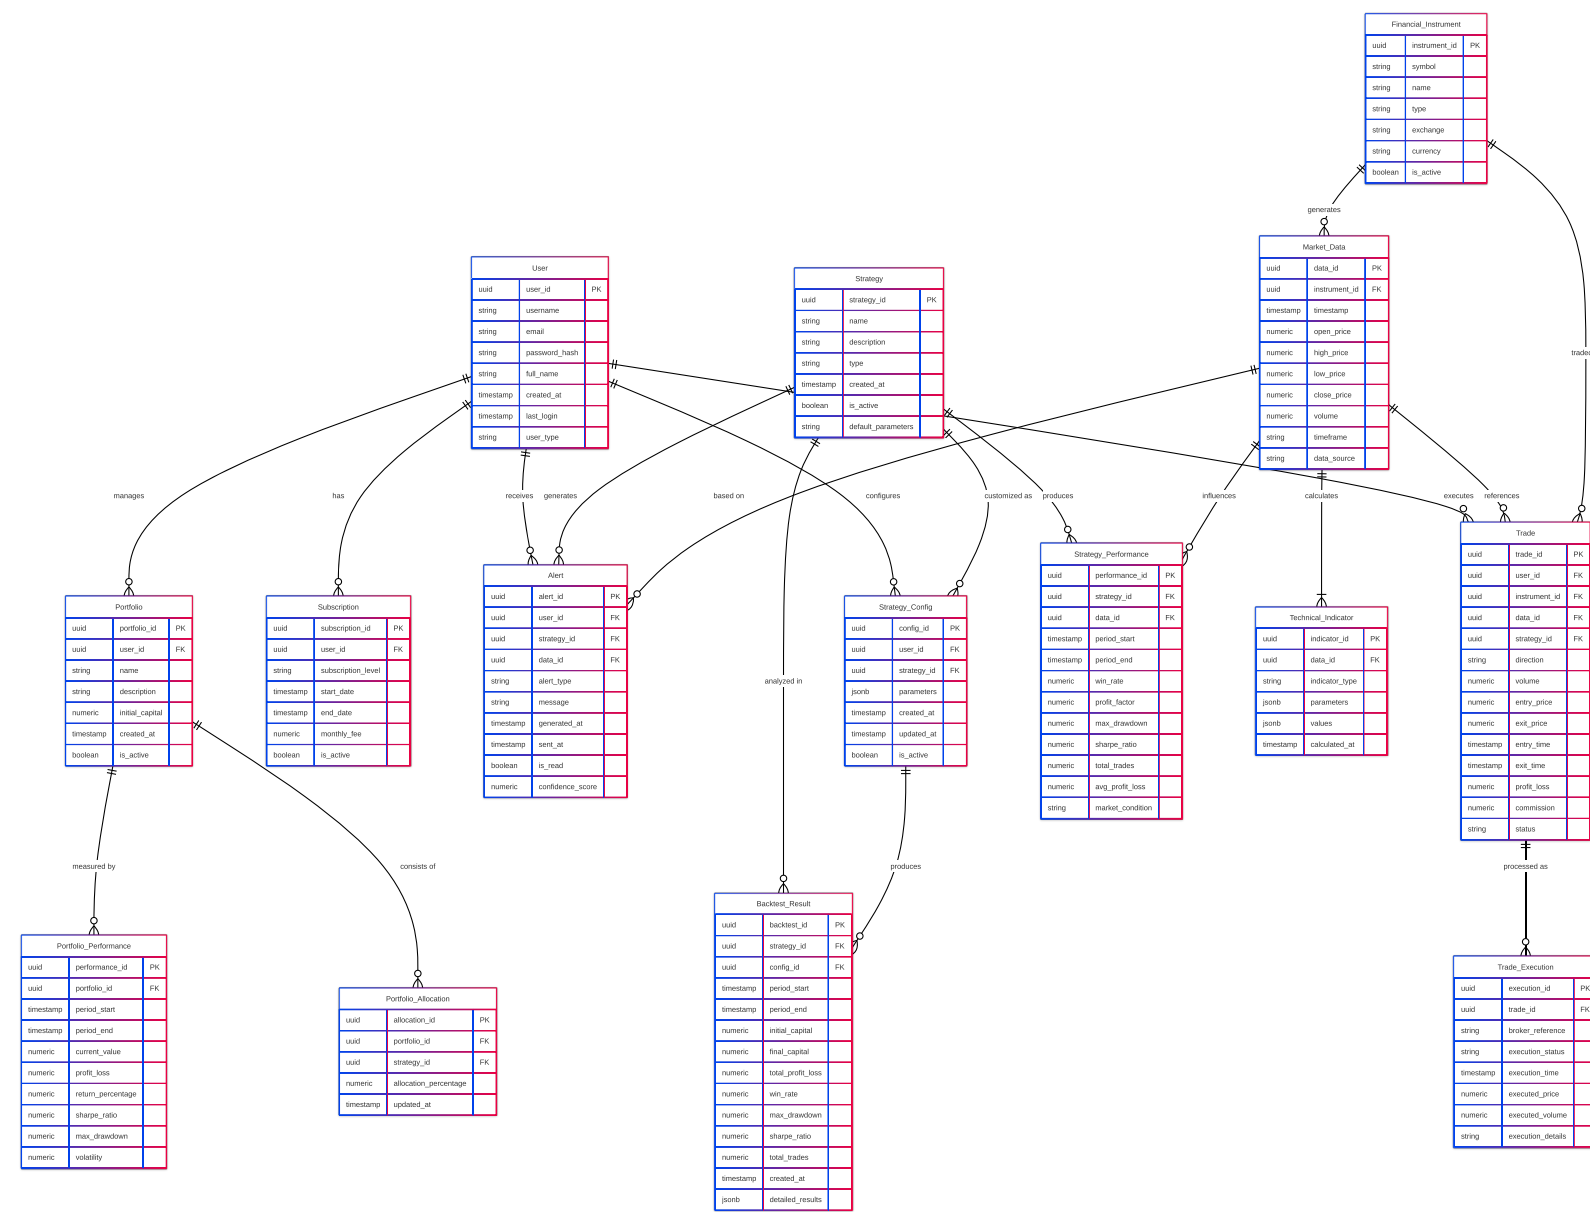 Financial_Instrument
uuid instrument_id PK
string symbol
string name
string type
string exchange
string currency
boolean is_active
generates
traded
Market_Data
uuid data_id PK
uuid instrument_id FK
timestamp timestamp
numeric open_price
numeric high_price
numeric low_price
numeric close_price
numeric volume
string timeframe
string data_source
User
uuid user_id PK
string username
string email
string password_hash
string full_name
timestamp created_at
timestamp last_login
string user_type
Strategy
uuid strategy_id PK
string name
string description
string type
timestamp created_at
boolean is_active
string default_parameters
manages
has
receives
generates
based on
configures
customized as
produces
influences
calculates
executes
references
Trade
uuid trade_id PK
uuid user_id FK
uuid instrument_id FK
uuid data_id FK
uuid strategy_id FK
string direction
numeric volume
numeric entry_price
numeric exit_price
timestamp entry_time
timestamp exit_time
numeric profit_loss
numeric commission
string status
Strategy_Performance
uuid performance_id PK
uuid strategy_id FK
uuid data_id FK
timestamp period_start
timestamp period_end
numeric win_rate
numeric profit_factor
numeric max_drawdown
numeric sharpe_ratio
numeric total_trades
numeric avg_profit_loss
string market_condition
Alert
uuid alert_id PK
uuid user_id FK
uuid strategy_id FK
uuid data_id FK
string alert_type
string message
timestamp generated_at
timestamp sent_at
boolean is_read
numeric confidence_score
Portfolio
uuid portfolio_id PK
uuid user_id FK
string name
string description
numeric initial_capital
timestamp created_at
boolean is_active
Subscription
uuid subscription_id PK
uuid user_id FK
string subscription_level
timestamp start_date
timestamp end_date
numeric monthly_fee
boolean is_active
Strategy_Config
uuid config_id PK
uuid user_id FK
uuid strategy_id FK
jsonb parameters
timestamp created_at
timestamp updated_at
boolean is_active
Technical_Indicator
uuid indicator_id PK
uuid data_id FK
string indicator_type
jsonb parameters
jsonb values
timestamp calculated_at
analyzed in
measured by
consists of
produces
processed as
Backtest_Result
uuid backtest_id PK
uuid strategy_id FK
uuid config_id FK
timestamp period_start
timestamp period_end
numeric initial_capital
numeric final_capital
numeric total_profit_loss
numeric win_rate
numeric max_drawdown
numeric sharpe_ratio
numeric total_trades
timestamp created_at
jsonb detailed_results
Portfolio_Performance
uuid performance_id PK
uuid portfolio_id FK
timestamp period_start
timestamp period_end
numeric current_value
numeric profit_loss
numeric return_percentage
numeric sharpe_ratio
numeric max_drawdown
numeric volatility
Portfolio_Allocation
uuid allocation_id PK
uuid portfolio_id FK
uuid strategy_id FK
numeric allocation_percentage
timestamp updated_at
Trade_Execution
uuid execution_id PK
uuid trade_id FK
string broker_reference
string execution_status
timestamp execution_time
numeric executed_price
numeric executed_volume
string execution_details